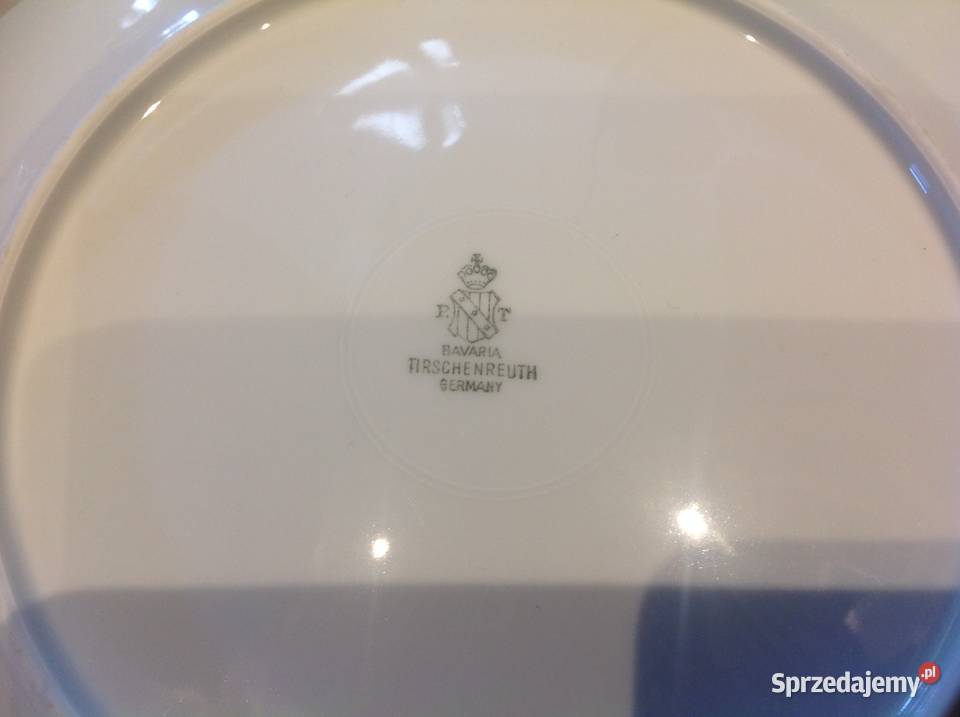 P. T
BAVARIA
TIRSCHENREUTH
GERMANY
Sprzedajemy.pl